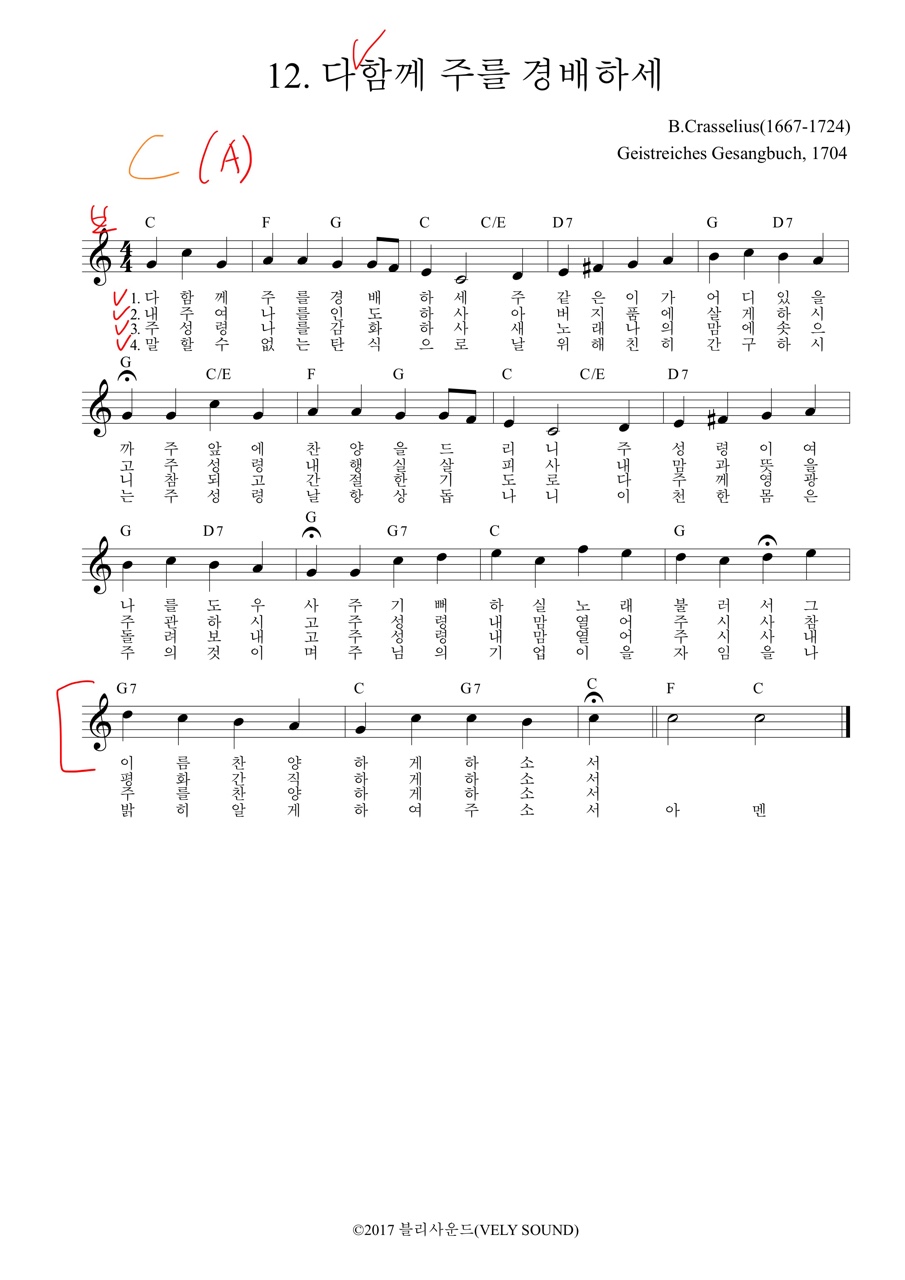 12. 다함께 주를 경배하세
B.Crasselius(1667-1724)
Geistreiches Gesangbuch, 1704
C (A)
C F G C C/E D7 G D7
1. 다 함 께 주 를 경 배 하 세 주 같 은 이 가 어 디 있 을
2. 내 주 여 나 를 인 도 하 사 아 버 지 품 에 살 게 하 시
3. 주 성 령 나 를 감 화 하 사 새 노 래 나 의 맘 에 솟 으
4. 말 할 수 없 는 탄 식 으 로 날 위 해 친 히 간 구 하 시
G C/E F G C C/E D7
까 주 앞 에 찬 양 을 드 리 니 주 성 령 이 여
고 주 성 령 내 행 실 살 피 사 내 맘 과 뜻 을
니 참 되 고 간 절 한 기 도 로 다 주 께 영 광
는 주 성 령 날 항 상 돕 나 니 이 천 한 몸 은
G D7 G G7 C G
나 를 도 우 사 주 기 뻐 하 실 노 래 불 러 서 그
주 관 하 시 고 주 성 령 내 맘 열 어 주 시 사 참
돌 려 보 내 고 주 성 령 내 맘 열 어 주 시 사 내
주 의 것 이 며 주 님 의 기 업 이 을 자 임 을 나
G7 C G7 C F C
이 름 찬 양 하 게 하 소 서
평 화 간 직 하 게 하 소 서
주 를 찬 양 하 게 하 소 서
밝 히 알 게 하 여 주 소 서 아 멘
©2017 블리사운드(VELY SOUND)